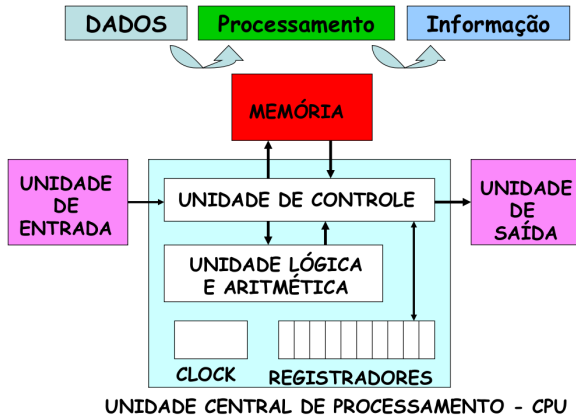 DADOS
Processamento
Informação
MEMÓRIA
UNIDADE
DE
ENTRADA
UNIDADE DE CONTROLE
UNIDADE
DE
SAÍDA
UNIDADE LÓGICA
E ARITMÉTICA
CLOCK
REGISTRADORES
UNIDADE CENTRAL DE PROCESSAMENTO - CPU